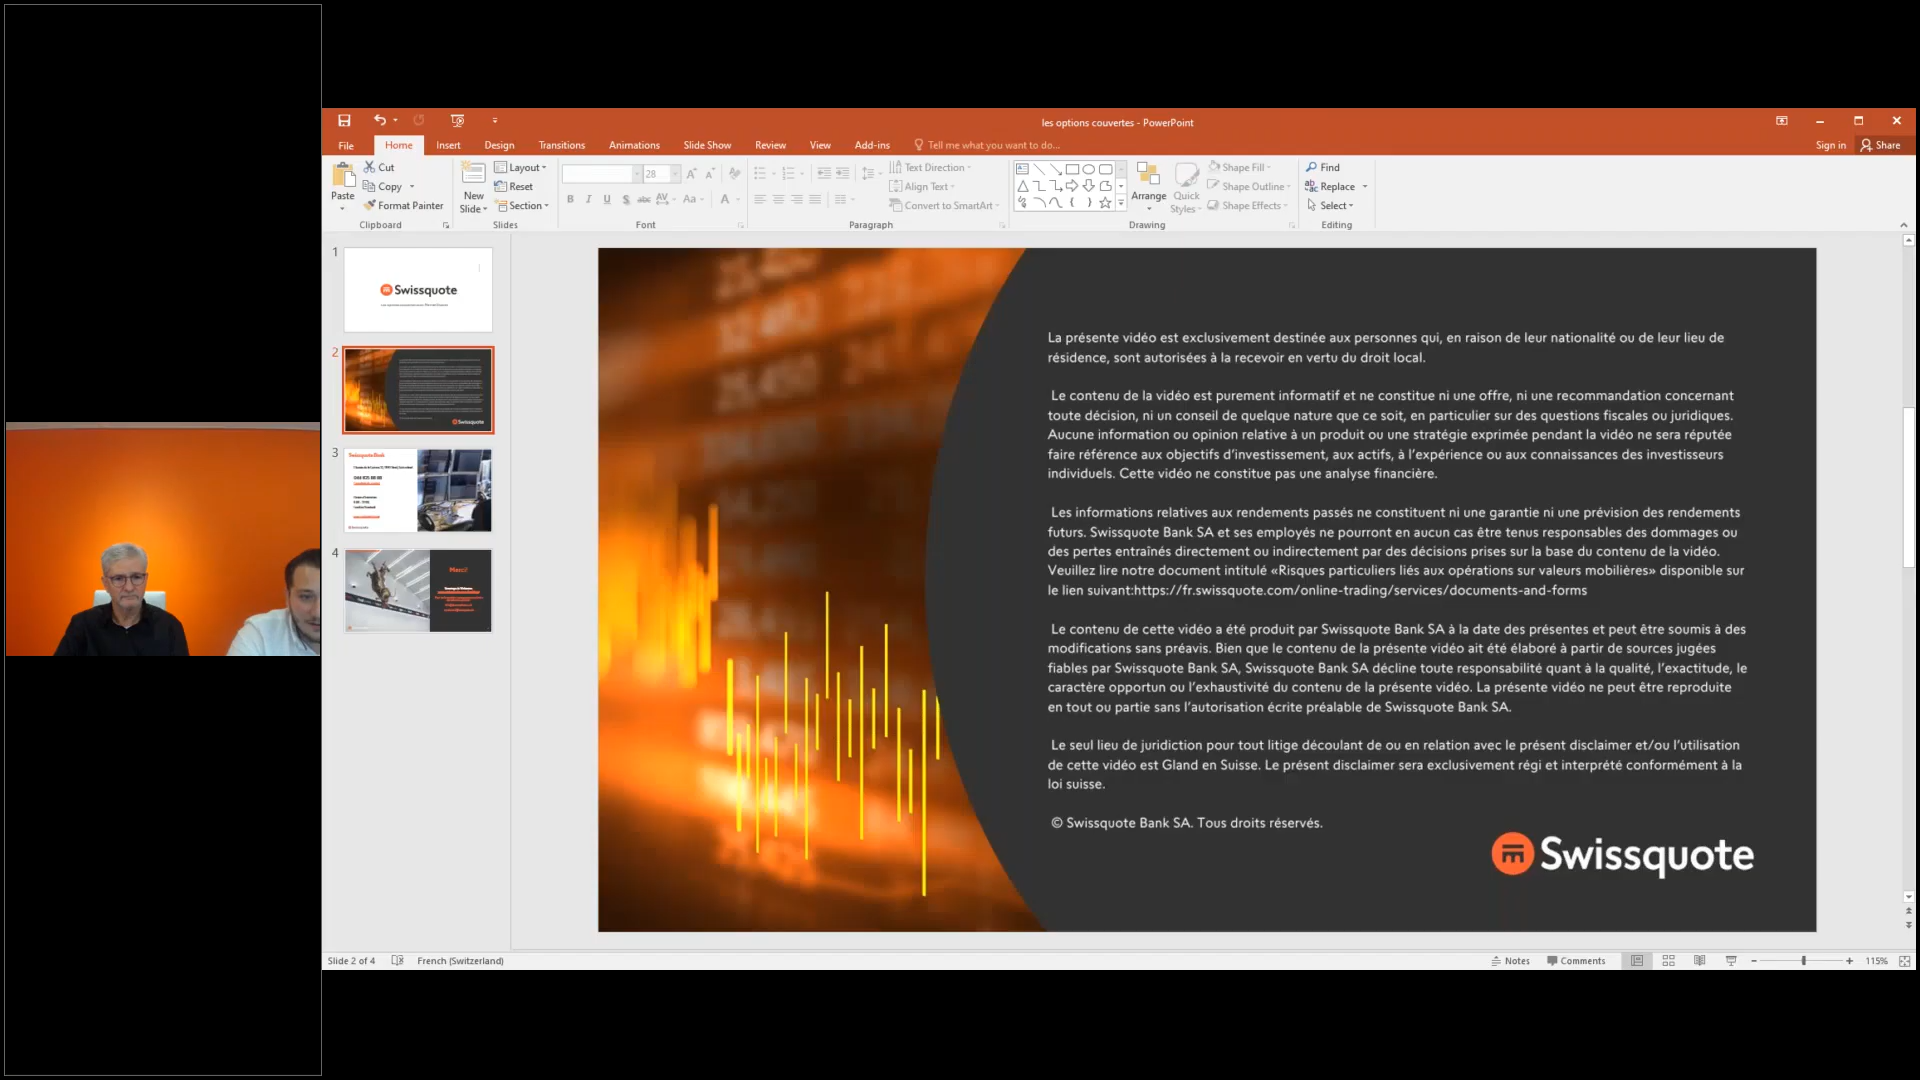 les options couvertes - PowerPoint
File Home Insert Design Transitions Animations Slide Show Review View Add-ins Tell me what you want to do... Sign in Share
Paste
Cut
Copy
Format Painter
Clipboard
New Slide
Layout
Reset
Section
Slides
28
Font
Text Direction
Align Text
Convert to SmartArt
Paragraph
Arrange
Quick Styles
Shape Fill
Shape Outline
Shape Effects
Drawing
Find
Replace
Select
Editing
1
Swissquote
2
3
Swissquote Bank
4
Merci!
La présente vidéo est exclusivement destinée aux personnes qui, en raison de leur nationalité ou de leur lieu de
résidence, sont autorisées à la recevoir en vertu du droit local.
Le contenu de la vidéo est purement informatif et ne constitue ni une offre, ni une recommandation concernant
toute décision, ni un conseil de quelque nature que ce soit, en particulier sur des questions fiscales ou juridiques.
Aucune information ou opinion relative à un produit ou une stratégie exprimée pendant la vidéo ne sera réputée
faire référence aux objectifs d'investissement, aux actifs, à l'expérience ou aux connaissances des investisseurs
individuels. Cette vidéo ne constitue pas une analyse financière.
Les informations relatives aux rendements passés ne constituent ni une garantie ni une prévision des rendements
futurs. Swissquote Bank SA et ses employés ne pourront en aucun cas être tenus responsables des dommages ou
des pertes entraînés directement ou indirectement par des décisions prises sur la base du contenu de la vidéo.
Veuillez lire notre document intitulé «Risques particuliers liés aux opérations sur valeurs mobilières» disponible sur
le lien suivant:https://fr.swissquote.com/online-trading/services/documents-and-forms
Le contenu de cette vidéo a été produit par Swissquote Bank SA à la date des présentes et peut être soumis à des
modifications sans préavis. Bien que le contenu de la présente vidéo ait été élaboré à partir de sources jugées
fiables par Swissquote Bank SA, Swissquote Bank SA décline toute responsabilité quant à la qualité, l'exactitude, le
caractère opportun ou l'exhaustivité du contenu de la présente vidéo. La présente vidéo ne peut être reproduite
en tout ou partie sans l'autorisation écrite préalable de Swissquote Bank SA.
Le seul lieu de juridiction pour tout litige découlant de ou en relation avec le présent disclaimer et/ou l'utilisation
de cette vidéo est Gland en Suisse. Le présent disclaimer sera exclusivement régi et interprété conformément à la
loi suisse.
© Swissquote Bank SA. Tous droits réservés.
Swissquote
Slide 2 of 4 French (Switzerland) Notes Comments 115%